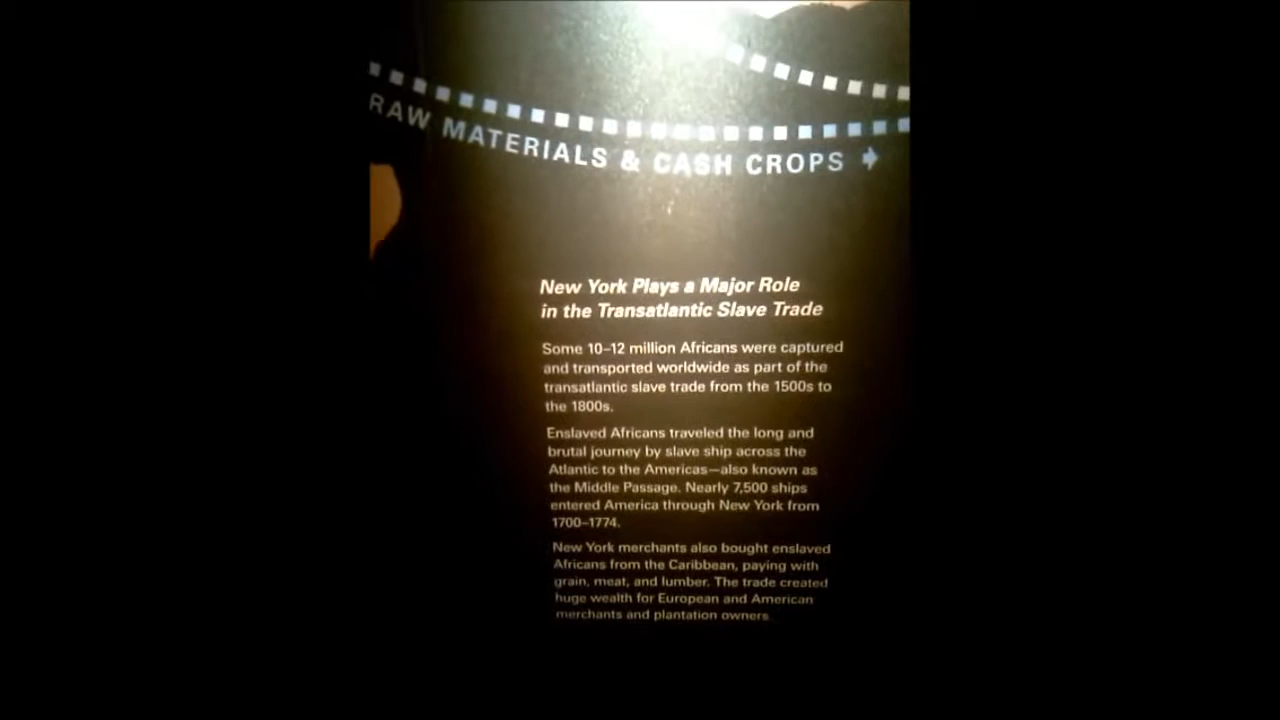 RAW MATERIALS & CASH CROPS
New York Plays a Major Role
in the Transatlantic Slave Trade
Some 10–12 million Africans were captured
and transported worldwide as part of the
transatlantic slave trade from the 1500s to
the 1800s.
Enslaved Africans traveled the long and
brutal journey by slave ship across the
Atlantic to the Americas—also known as
the Middle Passage. Nearly 7,500 ships
entered America through New York from
1700–1774.
New York merchants also bought enslaved
Africans from the Caribbean, paying with
grain, meat, and lumber. The trade created
huge wealth for European and American
merchants and plantation owners.